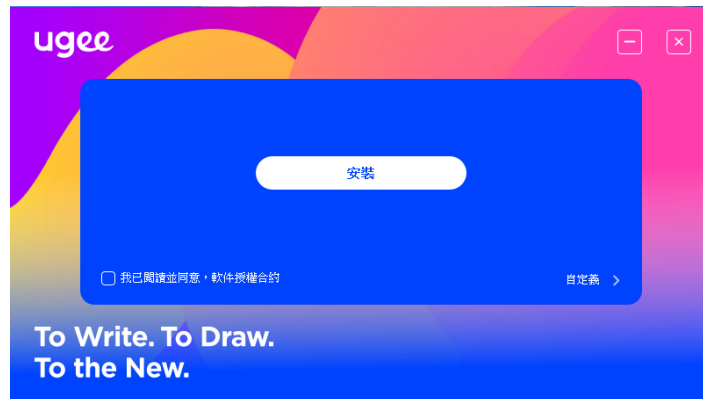 ugee
安裝
我已閱讀並同意，軟件授權合約
自定義
To Write. To Draw.
To the New.